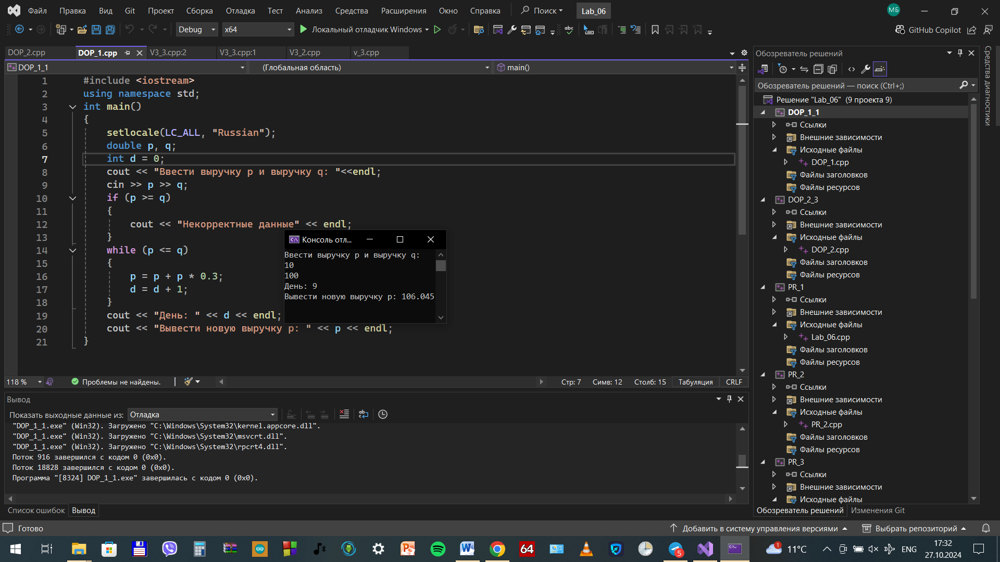 Файл Правка Вид Git Проект Сборка Отладка Тест Анализ Средства Расширения Окно Справка Поиск Lab_06 МБ
Debug x64 Локальный отладчик Windows abc GitHub Copilot
DOP_2.cpp DOP_1.cpp V3_3.cpp:2 V3_3.cpp:1 V3_2.cpp v_3.cpp
DOP_1_1 (Глобальная область) main()
1 #include <iostream>
2 using namespace std;
3 int main()
4 {
5 setlocale(LC_ALL, "Russian");
6 double p, q;
7 int d = 0;
8 cout << "Ввести выручку p и выручку q: "<<endl;
9 cin >> p >> q;
10 if (p >= q)
11 {
12 cout << "Некорректные данные" << endl;
13 }
14 while (p <= q)
15 {
16 p = p + p * 0.3;
17 d = d + 1;
18 }
19 cout << "День: " << d << endl;
20 cout << "Вывести новую выручку p: " << p << endl;
21 }
Консоль отл...
Ввести выручку p и выручку q:
10
100
День: 9
Вывести новую выручку p: 106.045
118 % Проблемы не найдены. Стр: 7 Симв: 12 Столб: 15 Табуляция CRLF
Вывод
Показать выходные данные из: Отладка
"DOP_1_1.exe" (Win32). Загружено "C:\Windows\System32\kernel.appcore.dll".
"DOP_1_1.exe" (Win32). Загружено "C:\Windows\System32\msvcrt.dll".
"DOP_1_1.exe" (Win32). Загружено "C:\Windows\System32\rpcrt4.dll".
Поток 916 завершился с кодом 0 (0x0).
Поток 18828 завершился с кодом 0 (0x0).
Программа "[8324] DOP_1_1.exe" завершилась с кодом 0 (0x0).
Список ошибок Вывод
Обозреватель решений
Обозреватель решений — поиск (Ctrl+;)
Решение "Lab_06" (9 проекта 9)
DOP_1_1
Ссылки
Внешние зависимости
Исходные файлы
DOP_1.cpp
Файлы заголовков
Файлы ресурсов
DOP_2_3
Ссылки
Внешние зависимости
Исходные файлы
DOP_2.cpp
Файлы заголовков
Файлы ресурсов
PR_1
Ссылки
Внешние зависимости
Исходные файлы
Lab_06.cpp
Файлы заголовков
Файлы ресурсов
PR_2
Ссылки
Внешние зависимости
Исходные файлы
PR_2.cpp
Файлы заголовков
Файлы ресурсов
PR_3
Ссылки
Внешние зависимости
Исходные файлы
Обозреватель решений Изменения Git
Средства диагностики
Готово Добавить в систему управления версиями Выбрать репозиторий
64 5 1 11°C ENG 17:32
27.10.2024